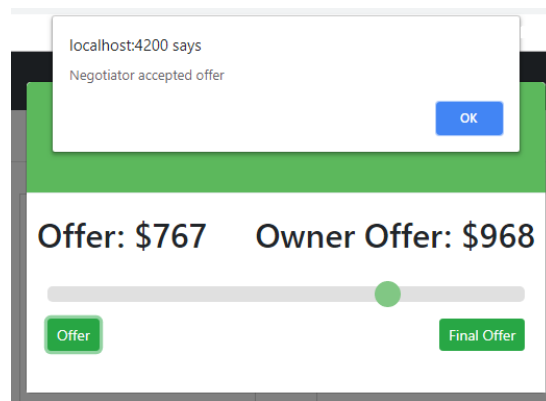 localhost:4200 says
Negotiator accepted offer
OK
Offer: $767 Owner Offer: $968
Offer Final Offer